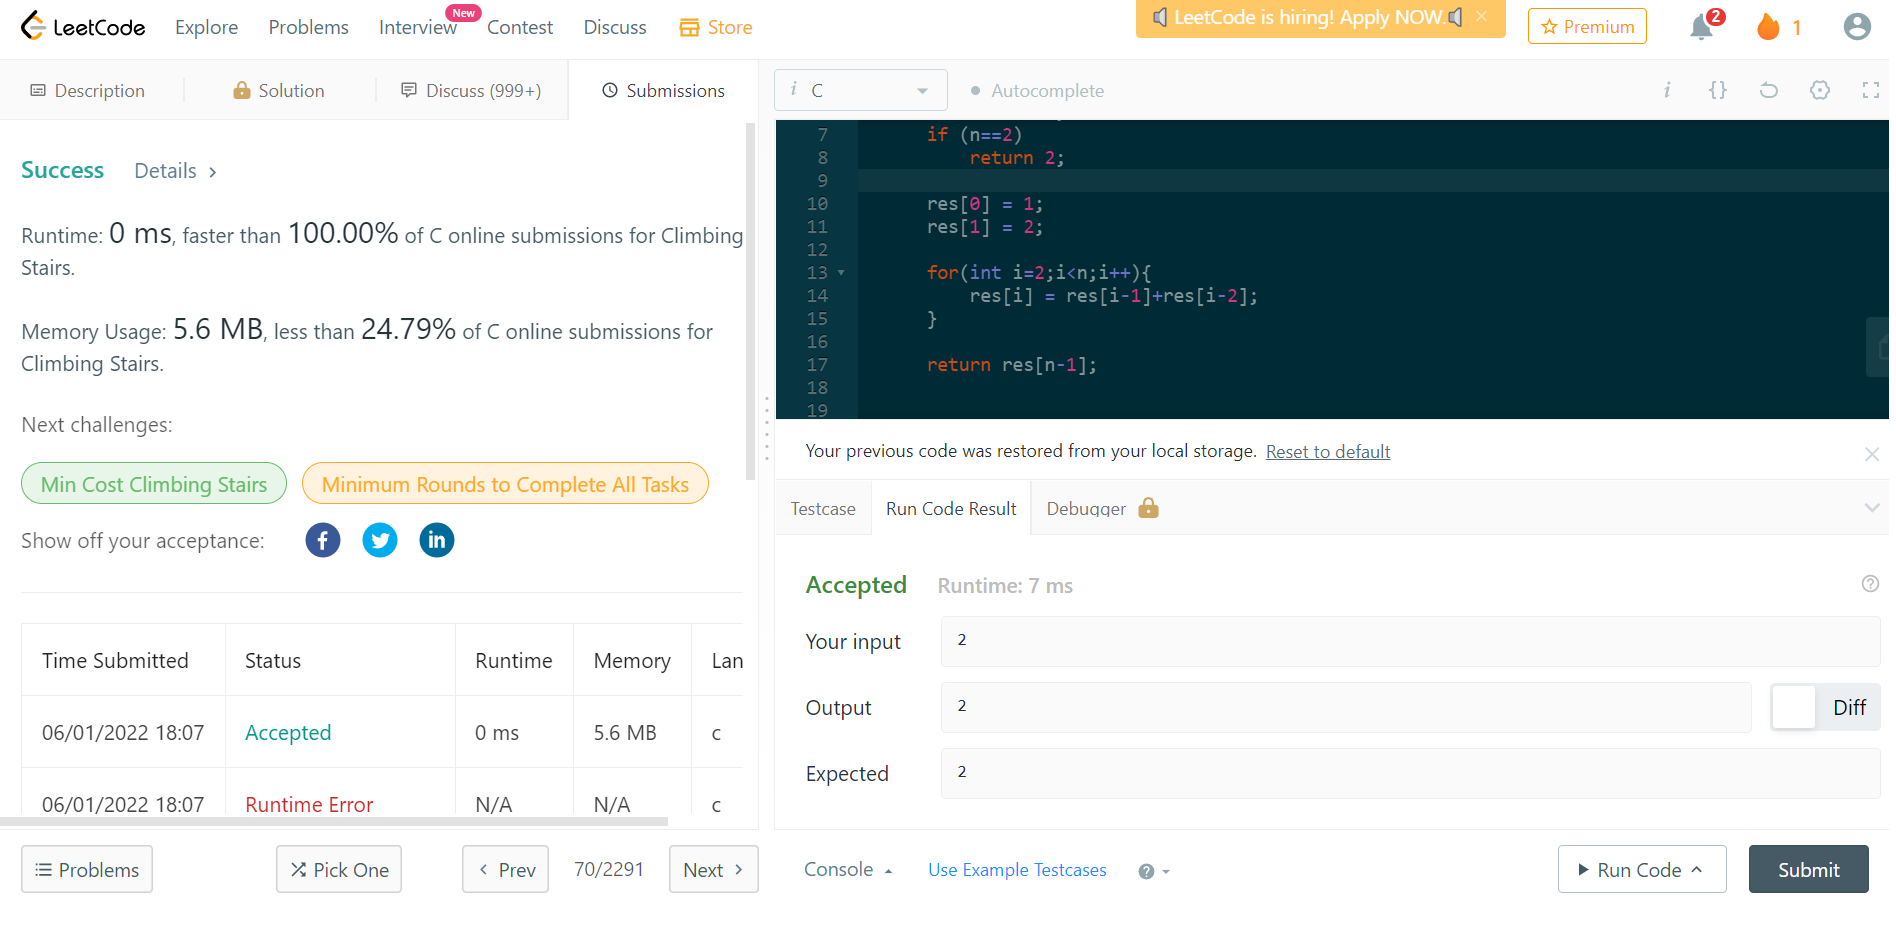 LeetCode Explore Problems Interview New Contest Discuss Store LeetCode is hiring! Apply NOW. × Premium 2 1
Description Solution Discuss (999+) Submissions
i C Autocomplete i {}
Success Details >
Runtime: 0 ms, faster than 100.00% of C online submissions for Climbing
Stairs.
Memory Usage: 5.6 MB, less than 24.79% of C online submissions for
Climbing Stairs.
Next challenges:
Min Cost Climbing Stairs Minimum Rounds to Complete All Tasks
Show off your acceptance:
Time Submitted Status Runtime Memory Lan
06/01/2022 18:07 Accepted 0 ms 5.6 MB c
06/01/2022 18:07 Runtime Error N/A N/A c
7 if (n==2)
8 return 2;
9
10 res[0] = 1;
11 res[1] = 2;
12
13 for(int i=2;i<n;i++){
14 res[i] = res[i-1]+res[i-2];
15 }
16
17 return res[n-1];
18
19
Your previous code was restored from your local storage. Reset to default
Testcase Run Code Result Debugger
Accepted Runtime: 7 ms
Your input 2
Output 2 Diff
Expected 2
Problems Pick One < Prev 70/2291 Next >
Console Use Example Testcases Run Code Submit